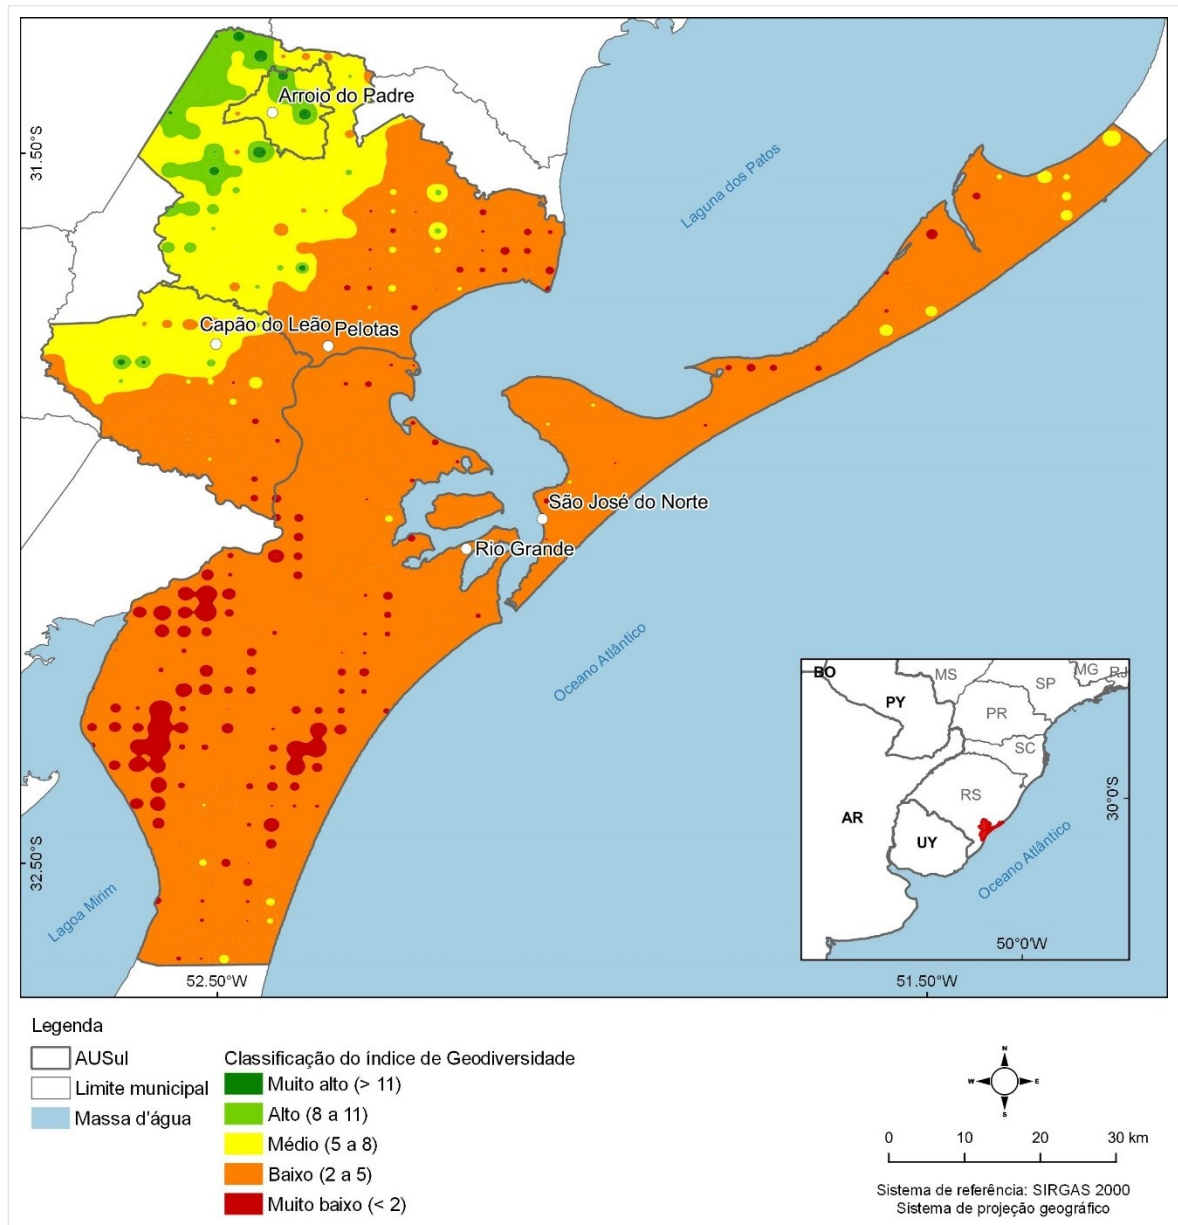 Arroio do Padre
31.50°S
Laguna dos Patos
Capão do Leão
Pelotas
São José do Norte
Rio Grande
Oceano Atlântico
BO
MS
MG
RJ
SP
PY
PR
SC
30°0'S
RS
AR
UY
Oceano Atlântico
32.50°S
Lagoa Mirim
50°0'W
52.50°W
51.50°W
Legenda
AUSul
Limite municipal
Massa d'água
Classificação do índice de Geodiversidade
Muito alto (> 11)
Alto (8 a 11)
Médio (5 a 8)
Baixo (2 a 5)
Muito baixo (< 2)
N
W E
S
0 10 20 30 km
Sistema de referência: SIRGAS 2000
Sistema de projeção geográfico